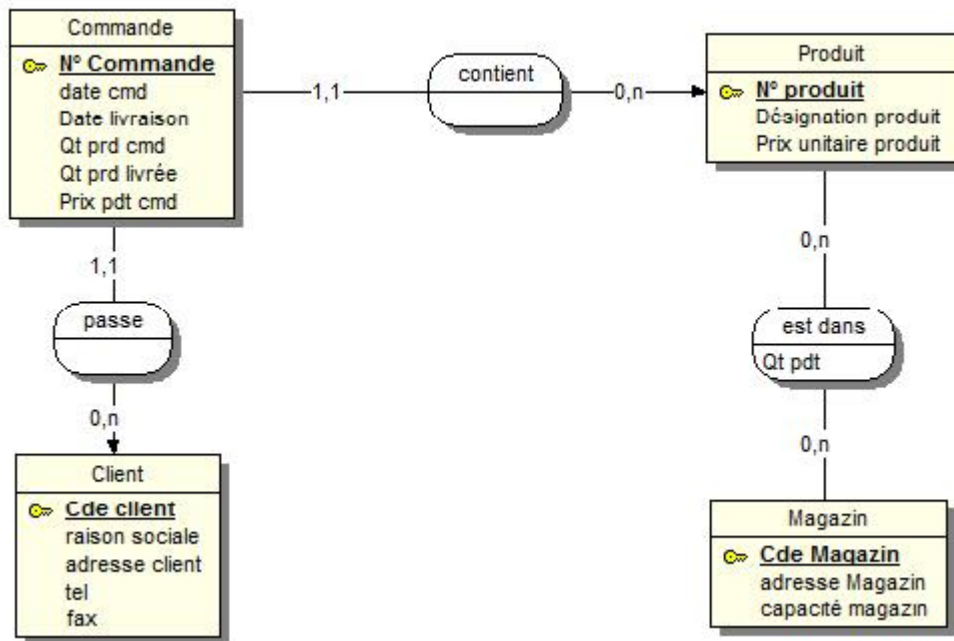 Commande
N° Commande
date cmd
Date livraison
Qt prd cmd
Qt prd livrée
Prix pdt cmd
1,1
contient
0,n
Produit
N° produit
Désignation produit
Prix unitaire produit
1,1
passe
0,n
0,n
est dans
Qt pdt
0,n
Client
Cde client
raison sociale
adresse client
tel
fax
Magazin
Cde Magazin
adresse Magazin
capacité magazin